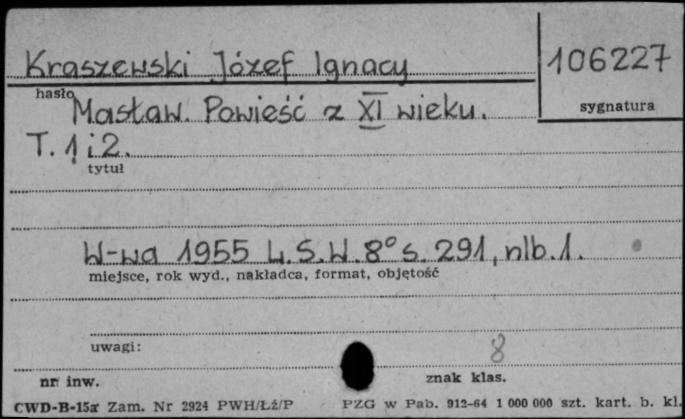 Kraszewski Józef Ignacy
106227
hasło
sygnatura
Masław. Powieść z XI wieku.
T. 1 i 2.
tytuł
W-wa 1955 L.S.W. 8° s. 291, nlb. 1.
miejsce, rok wyd., nakładca, format, objętość
uwagi:
8
nr inw.
znak klas.
CWD-B-15a Zam. Nr 2924 PWH/Łź/P PZG w Pab. 912-64 1 000 000 szt. kart. b. kl.